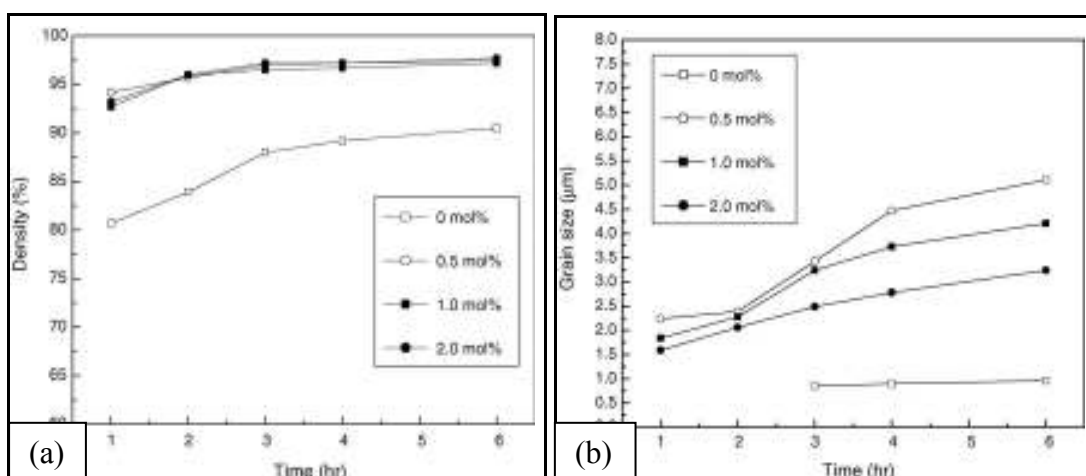 100
95
90
85
80
75
70
65
Density (%)
0 mol%
0.5 mol%
1.0 mol%
2.0 mol%
1 2 3 4 5 6
Time (hr)
(a)
8.0
7.5
7.0
6.5
6.0
5.5
5.0
4.5
4.0
3.5
3.0
2.5
2.0
1.5
1.0
0.5
Grain size (μm)
0 mol%
0.5 mol%
1.0 mol%
2.0 mol%
1 2 3 4 5 6
Time (hr)
(b)